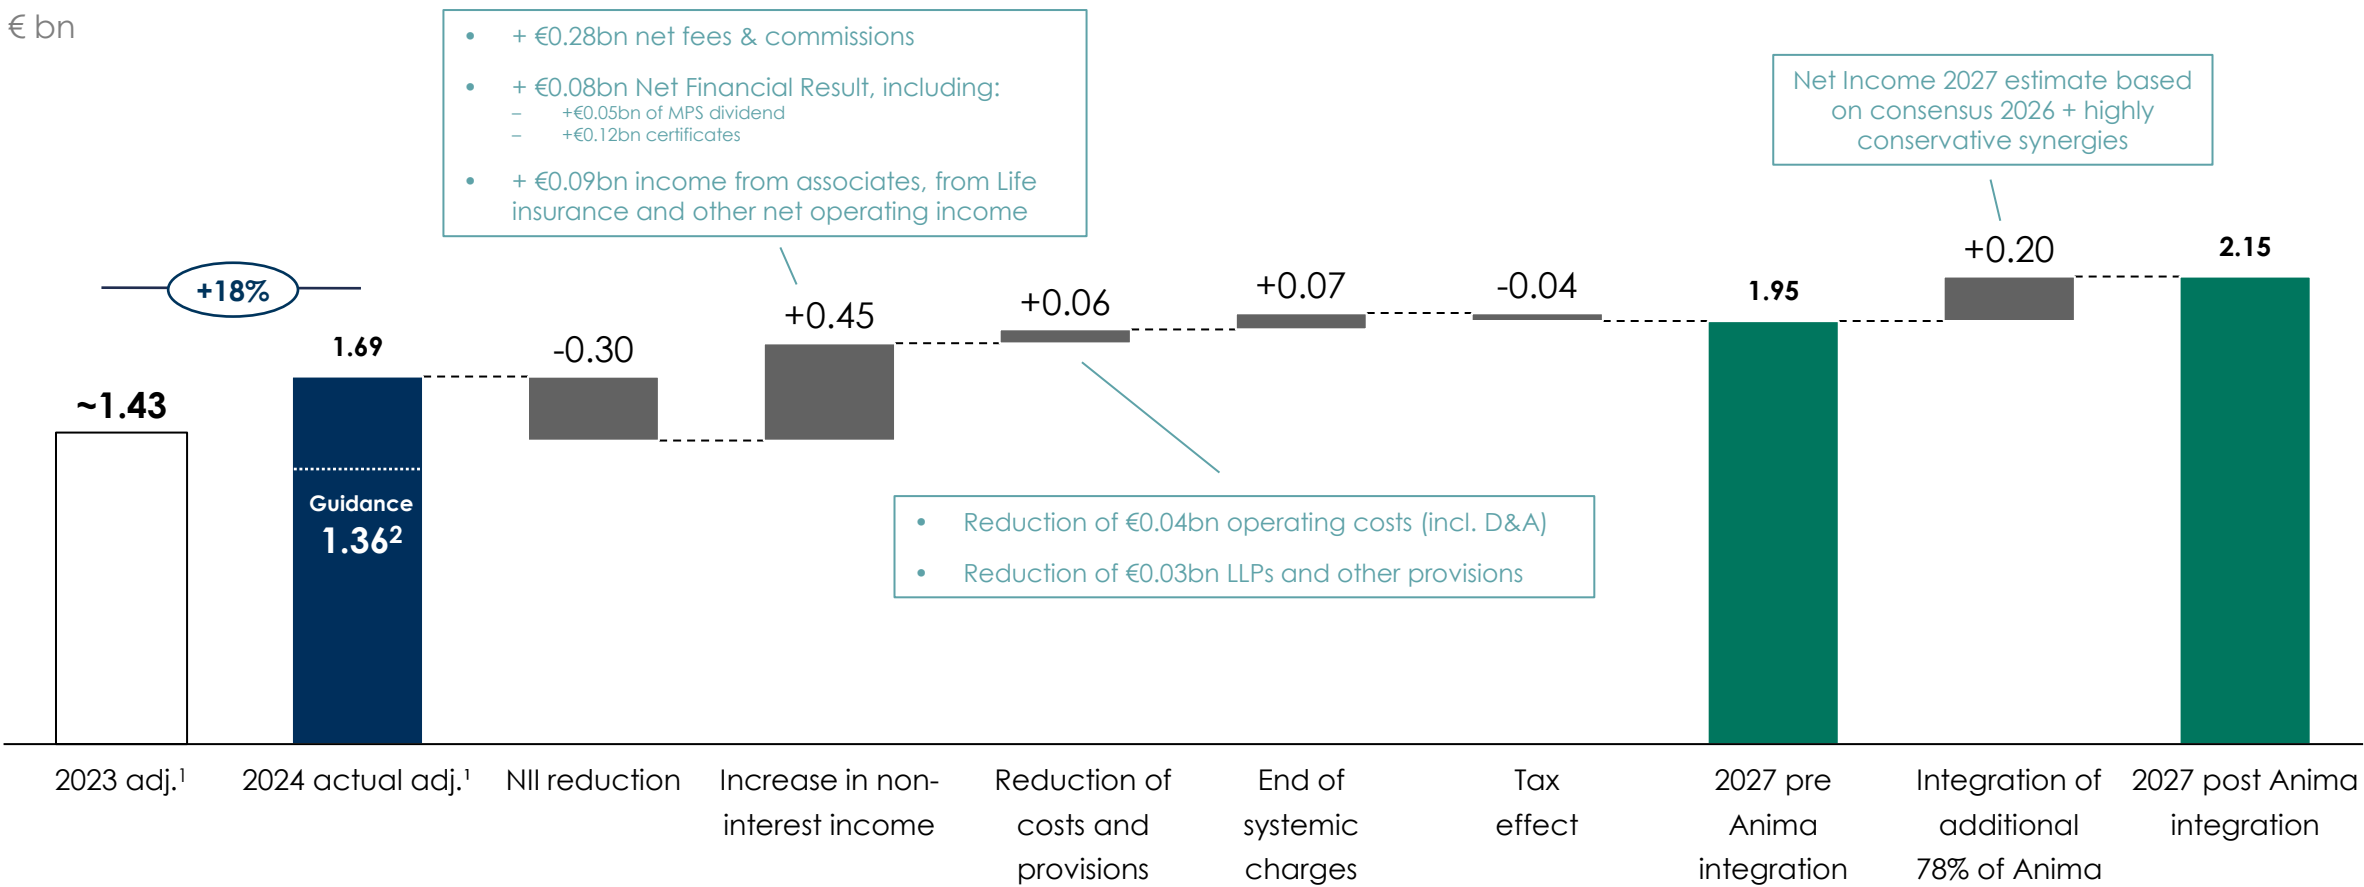 € bn
• + €0.28bn net fees & commissions
• + €0.08bn Net Financial Result, including:
– +€0.05bn of MPS dividend
– +€0.12bn certificates
• + €0.09bn income from associates, from Life
insurance and other net operating income
Net Income 2027 estimate based
on consensus 2026 + highly
conservative synergies
+18%
~1.43
1.69
-0.30
+0.45
+0.06
+0.07
-0.04
1.95
+0.20
2.15
Guidance
1.36²
• Reduction of €0.04bn operating costs (incl. D&A)
• Reduction of €0.03bn LLPs and other provisions
2023 adj.¹
2024 actual adj.¹
NII reduction
Increase in non-
interest income
Reduction of
costs and
provisions
End of
systemic
charges
Tax
effect
2027 pre
Anima
integration
Integration of
additional
78% of Anima
2027 post Anima
integration